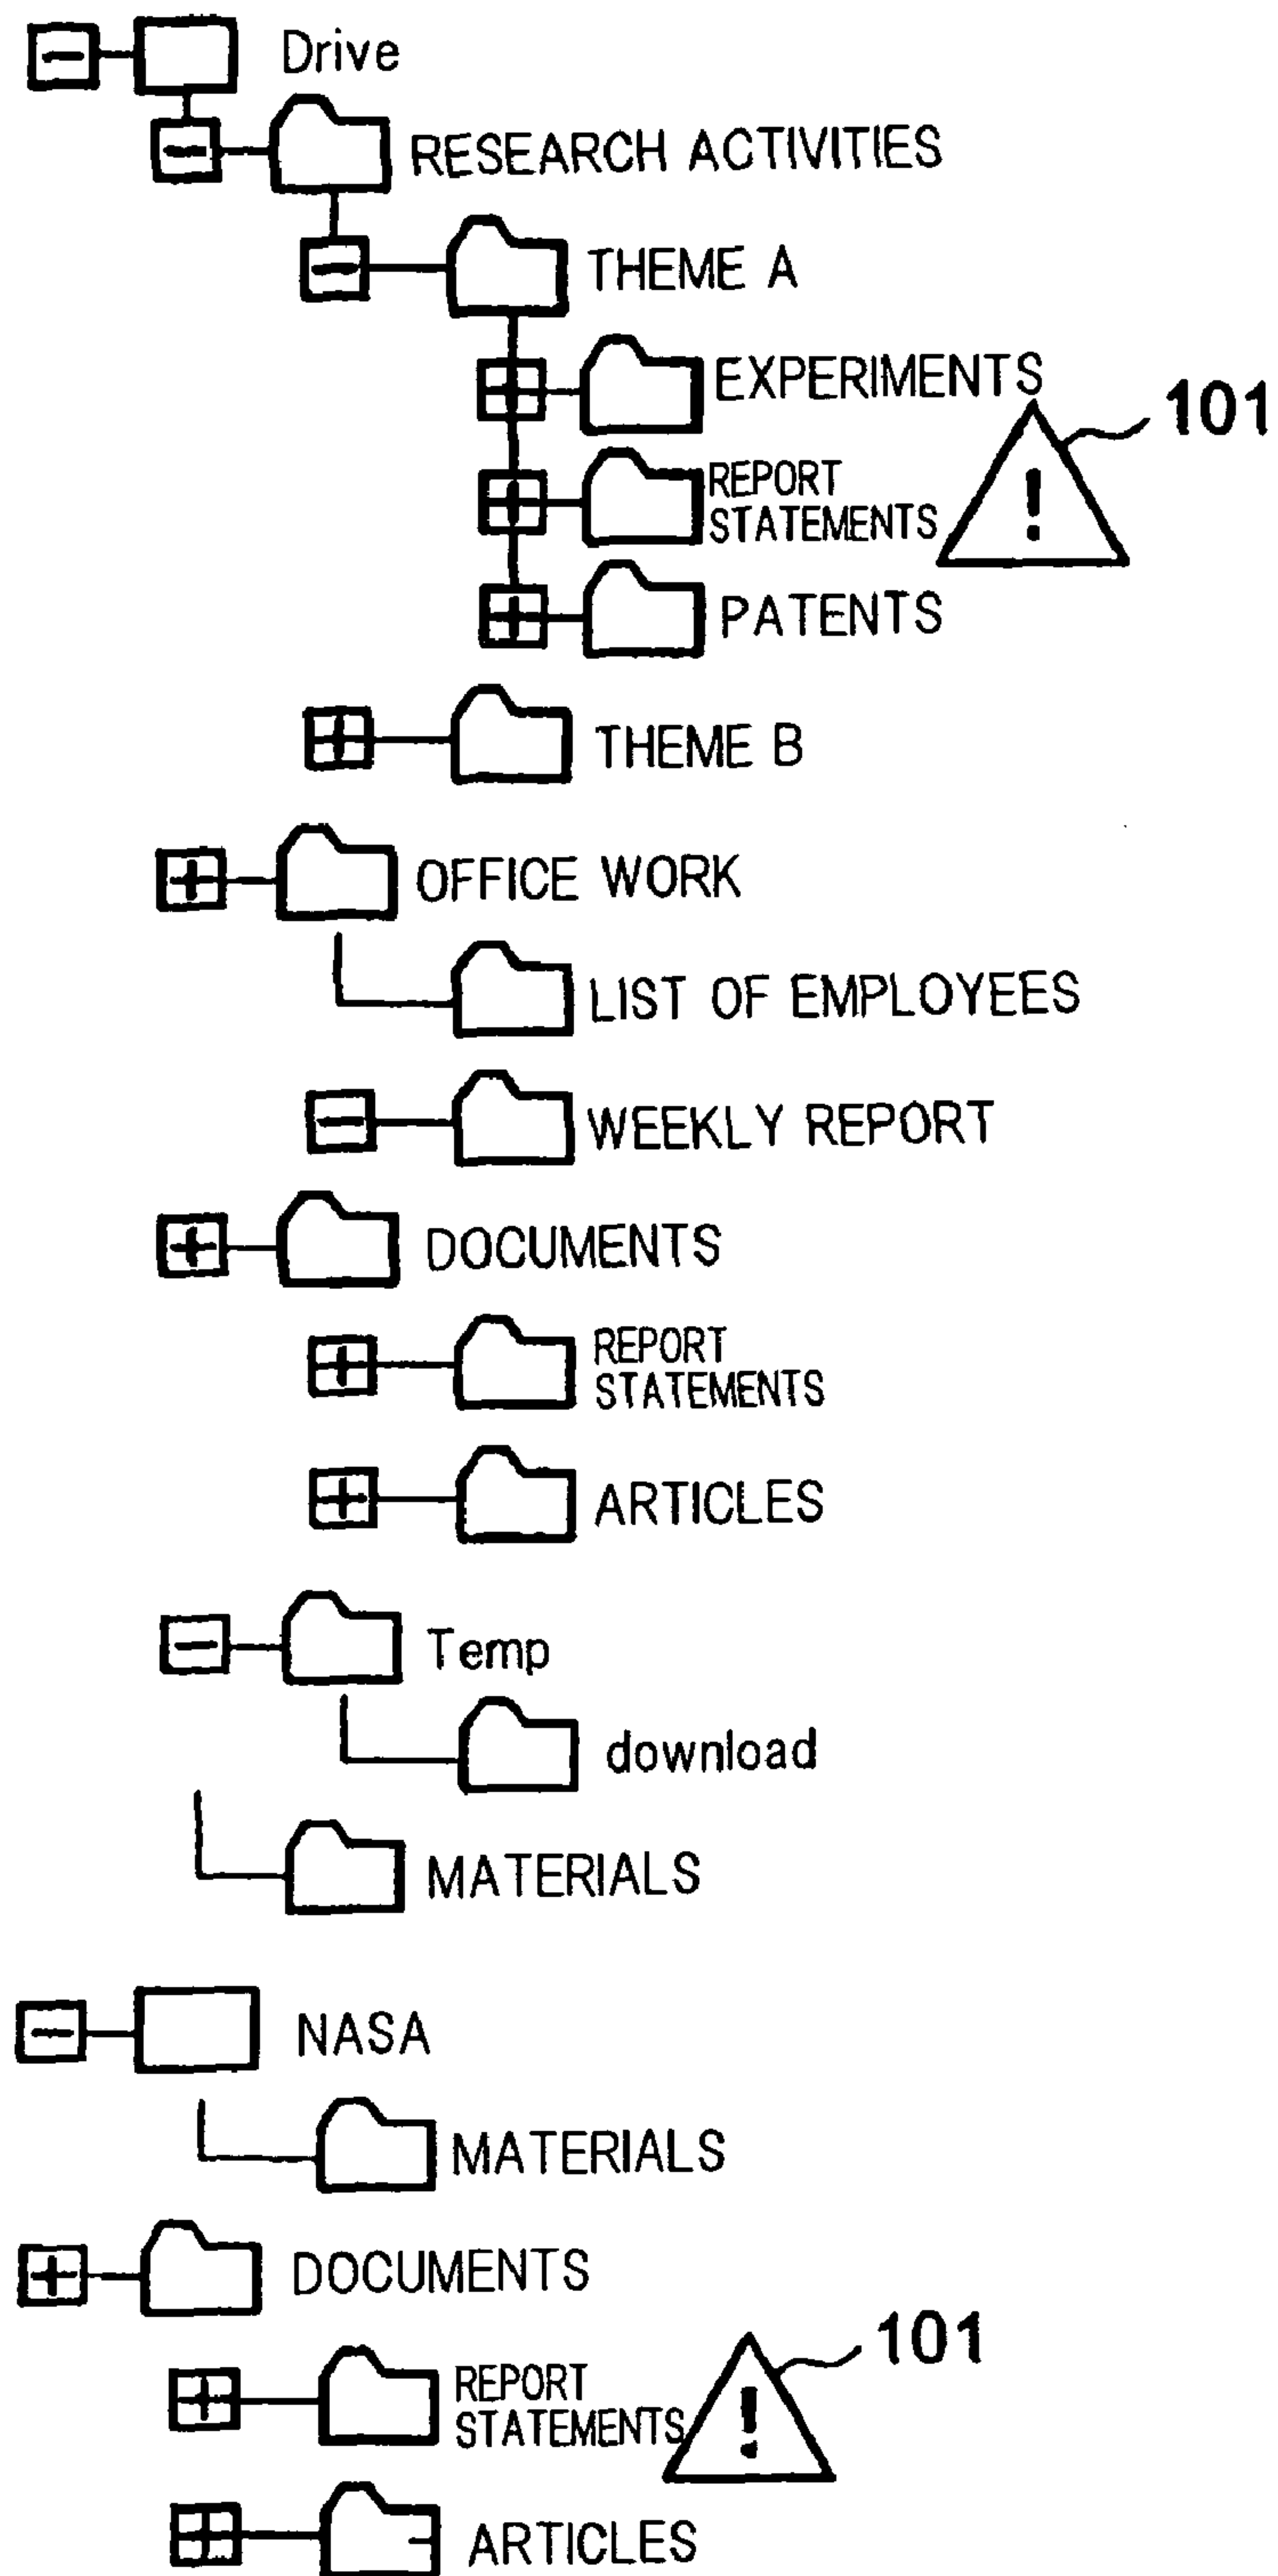 Drive
RESEARCH ACTIVITIES
THEME A
EXPERIMENTS
101
REPORT
STATEMENTS
!
PATENTS
THEME B
OFFICE WORK
LIST OF EMPLOYEES
WEEKLY REPORT
DOCUMENTS
REPORT
STATEMENTS
ARTICLES
Temp
download
MATERIALS
NASA
MATERIALS
DOCUMENTS
101
REPORT
STATEMENTS
!
ARTICLES